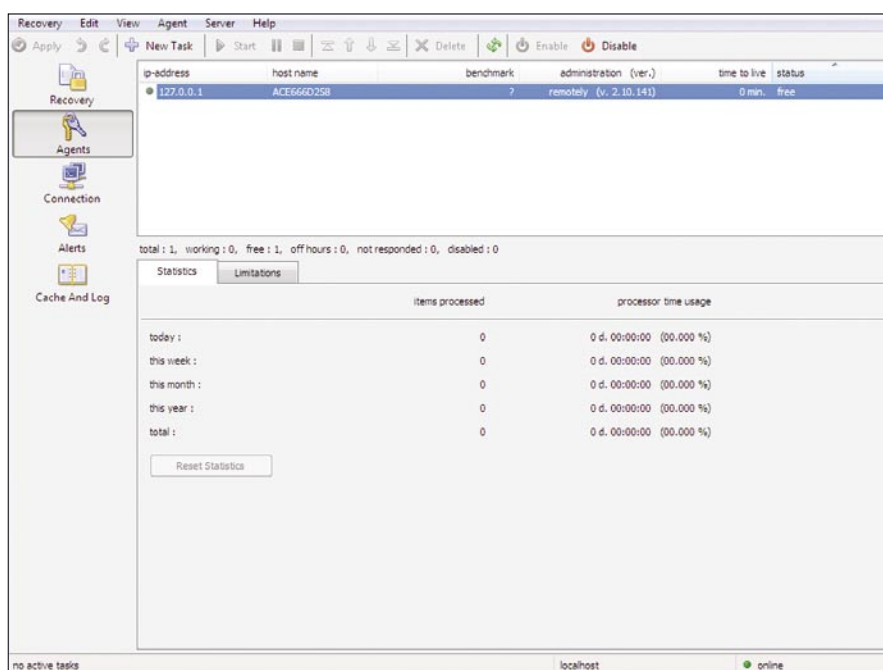 Recovery Edit View Agent Server Help
Apply New Task Start Delete Enable Disable
Recovery
Agents
Connection
Alerts
Cache And Log
ip-address host name benchmark administration (ver.) time to live status
127.0.0.1 ACE666D258 ? remotely (v. 2.10.141) 0 min. free
total : 1, working : 0, free : 1, off hours : 0, not responded : 0, disabled : 0
Statistics Limitations
items processed processor time usage
today : 0 0 d. 00:00:00 (00.000 %)
this week : 0 0 d. 00:00:00 (00.000 %)
this month : 0 0 d. 00:00:00 (00.000 %)
this year : 0 0 d. 00:00:00 (00.000 %)
total : 0 0 d. 00:00:00 (00.000 %)
Reset Statistics
no active tasks localhost online